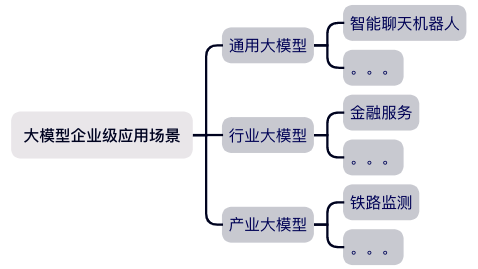 智能聊天机器人
通用大模型
。。。
金融服务
大模型企业级应用场景
行业大模型
。。。
铁路监测
产业大模型
。。。